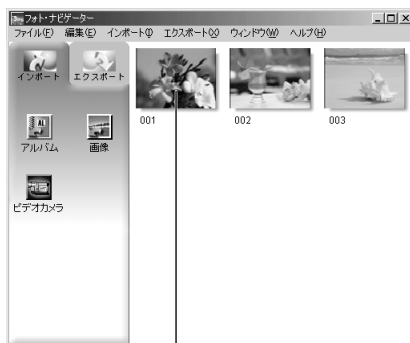 フォト・ナビゲーター
ファイル(F) 編集(E) インポート(I) エクスポート(X) ウィンドウ(W) ヘルプ(H)
インポート エクスポート
001 002 003
アルバム 画像
ビデオカメラ